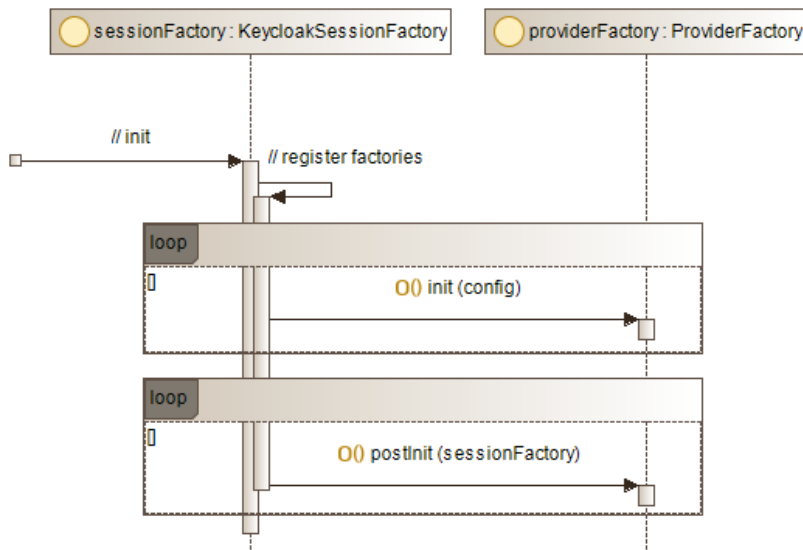 sessionFactory : KeycloakSessionFactory
providerFactory : ProviderFactory
// init
// register factories
loop
[]
O() init (config)
loop
[]
O() postInit (sessionFactory)